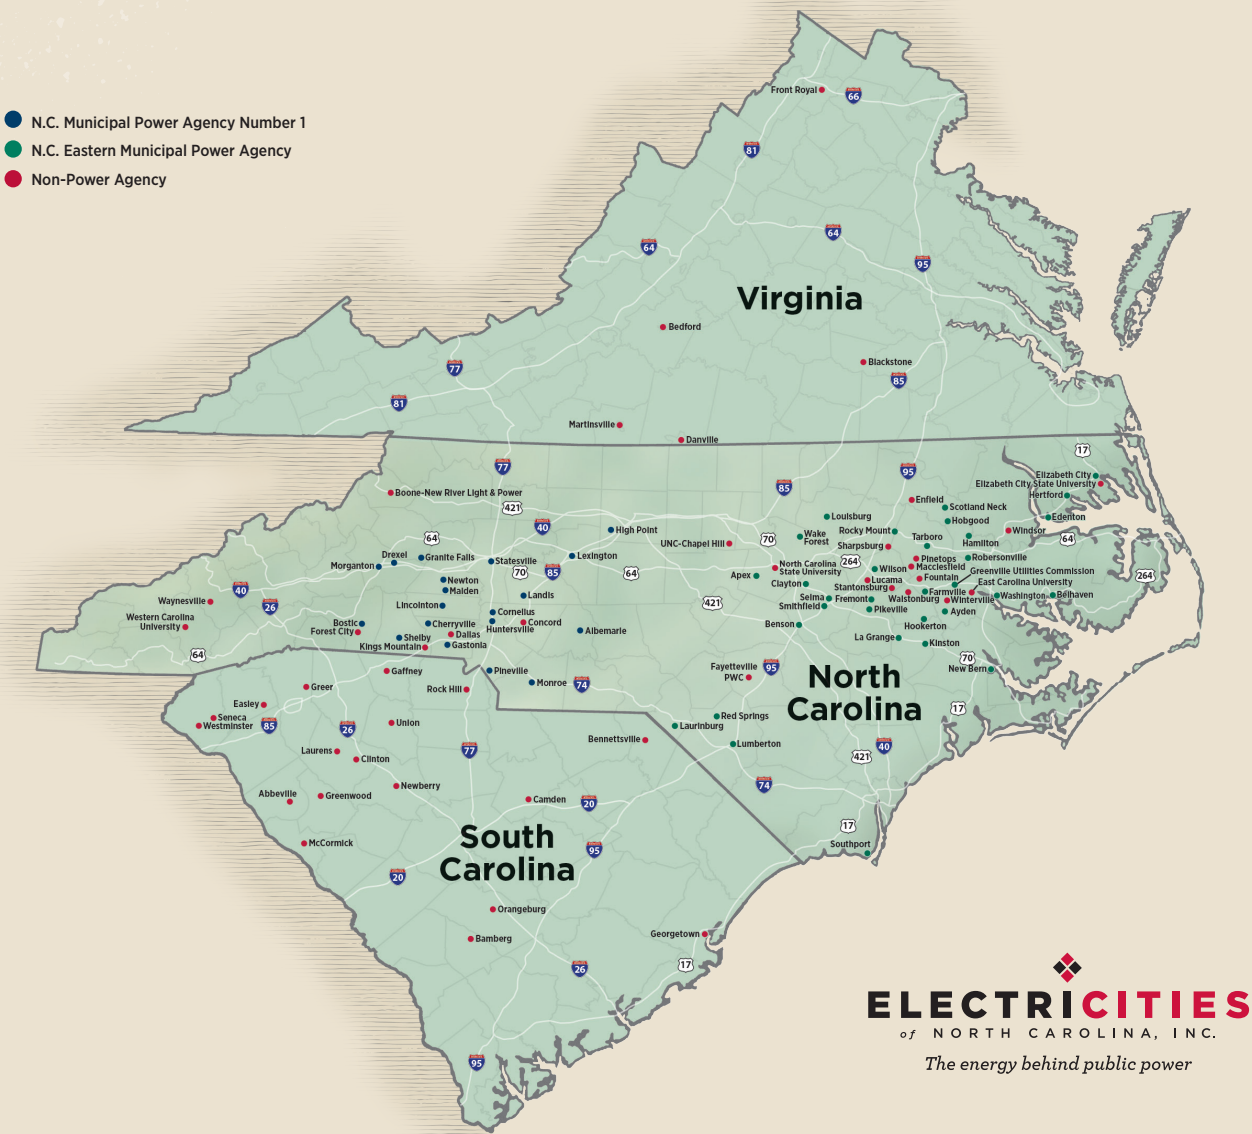 N.C. Municipal Power Agency Number 1
N.C. Eastern Municipal Power Agency
Non-Power Agency
Front Royal
66
81
64
64
95
Virginia
Bedford
77
Blackstone
85
81
Martinsville
Danville
17
77
95
Elizabeth City
Elizabeth City State University
85
Hertford
Boone-New River Light & Power
Enfield
421
Scotland Neck
Louisburg
Edenton
Hobgood
40
High Point
Rocky Mount
Windsor
64
Wake
Forest
Tarboro
64
UNC-Chapel Hill
70
Hamilton
Sharpsburg
Drexel
Granite Falls
Statesville
Lexington
264
Pinetops
Robersonville
Morganton
70
85
64
Apex
North Carolina
State University
Wilson
Macclesfield
Greenville Utilities Commission
264
Newton
Lucama
Fountain
East Carolina University
40
Maiden
Clayton
Stantonsburg
Farmville
Washington
Belhaven
Waynesville
26
Landis
421
Selma
Fremont
Walstonburg
Winterville
Lincolnton
Smithfield
Pikeville
Ayden
Western Carolina
University
Cornelius
Huntersville
Concord
Bostic
Cherryville
Albemarle
Benson
Hookerton
Forest City
Dallas
Shelby
La Grange
Kinston
Kings Mountain
Gastonia
64
70
Fayetteville
PWC
95
New Bern
Gaffney
Pineville
North
Carolina
Greer
Rock Hill
Monroe
74
Easley
17
Seneca
Westminster
85
26
Union
Red Springs
Laurinburg
Bennettsville
Lumberton
40
Laurens
77
421
Clinton
Newberry
74
Abbeville
Greenwood
Camden
20
17
McCormick
South
Carolina
95
Southport
20
Orangeburg
Bamberg
Georgetown
17
26
95
ELECTRICITIES
of NORTH CAROLINA, INC.
The energy behind public power